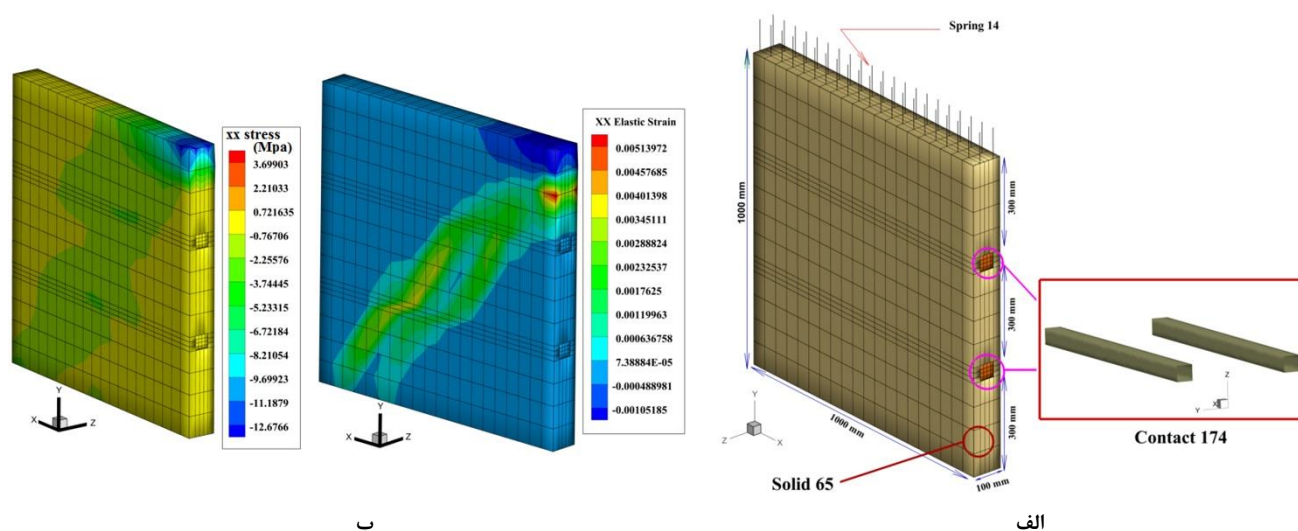 xx stress
(Mpa)
3.69903
2.21033
0.721635
-0.76706
-2.25576
-3.74445
-5.23315
-6.72184
-8.21054
-9.69923
-11.1879
-12.6766
Y
X
Z
XX Elastic Strain
0.00513972
0.00457685
0.00401398
0.00345111
0.00288824
0.00232537
0.0017625
0.00119963
0.000636758
7.38884E-05
-0.000488981
-0.00105185
Y
X
Z
ب
Spring 14
1000 mm
300 mm
300 mm
300 mm
1000 mm
100 mm
Y
Z
X
Solid 65
Z
X
Y
Contact 174
الف